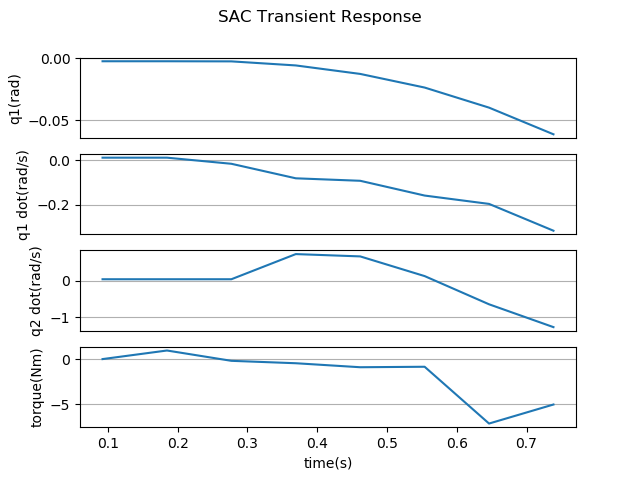 SAC Transient Response
0.00
−0.05
q1(rad)
0.0
−0.2
q1 dot(rad/s)
0
−1
q2 dot(rad/s)
0
−5
torque(Nm)
0.1 0.2 0.3 0.4 0.5 0.6 0.7
time(s)